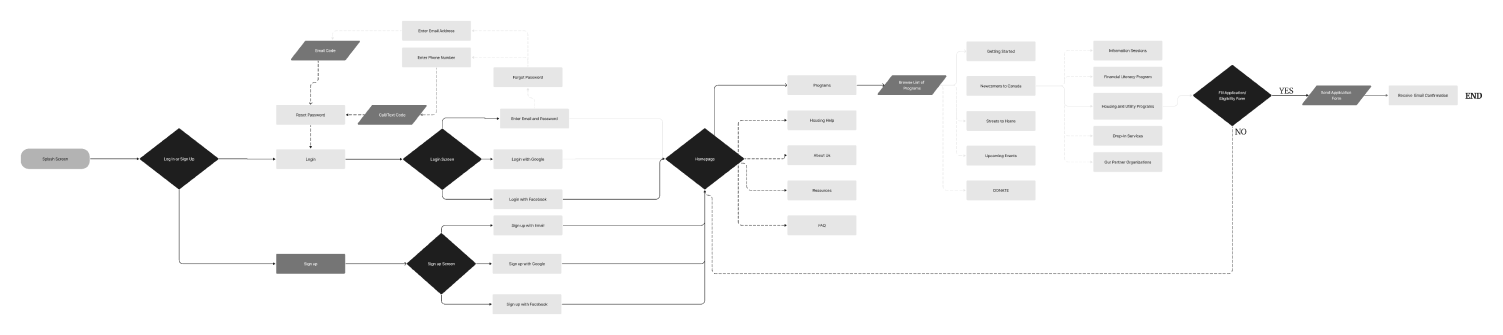 Splash Screen
Log In or Sign Up
Email Code
Enter Email Address
Enter Phone Number
Forgot Password
Reset Password
Call/Text Code
Enter Email and Password
Login
Login Screen
Login with Google
Login with Facebook
Sign up
Sign up Screen
Sign up with Email
Sign up with Google
Sign up with Facebook
Homepage
Programs
Housing Help
About Us
Resources
FAQ
Browse List of
Programs
Getting Started
Newcomers to Canada
Streets to Home
Upcoming Events
DONATE
Information Sessions
Financial Literacy Program
Housing and Utility Programs
Drop-In Services
Our Partner Organizations
Fill Application/
Eligibility Form
YES
NO
Send Application
Form
Receive Email Confirmation
END